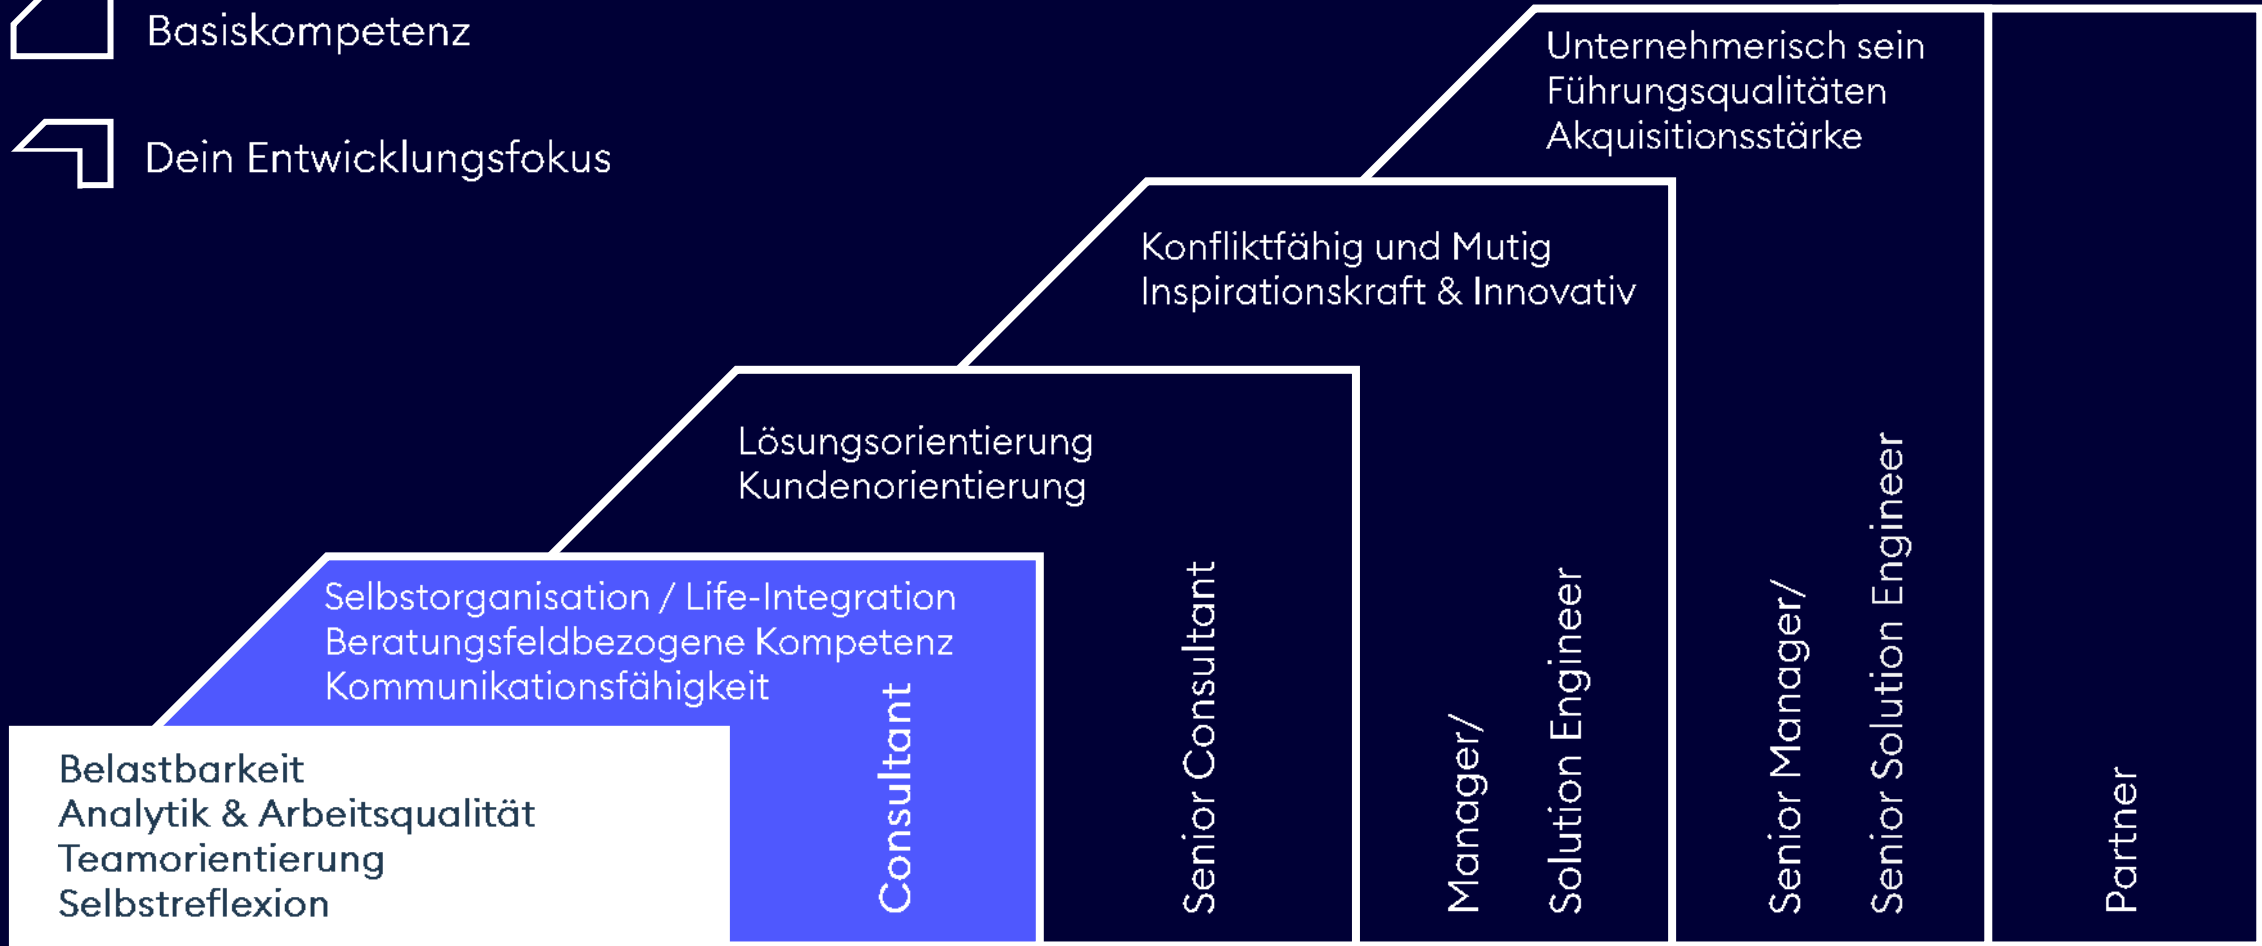 Basiskompetenz
Dein Entwicklungsfokus
Unternehmerisch sein
Führungsqualitäten
Akquisitionsstärke
Konfliktfähig und Mutig
Inspirationskraft & Innovativ
Lösungsorientierung
Kundenorientierung
Selbstorganisation / Life-Integration
Beratungsfeldbezogene Kompetenz
Kommunikationsfähigkeit
Belastbarkeit
Analytik & Arbeitsqualität
Teamorientierung
Selbstreflexion
Consultant
Senior Consultant
Manager/
Solution Engineer
Senior Manager/
Senior Solution Engineer
Partner